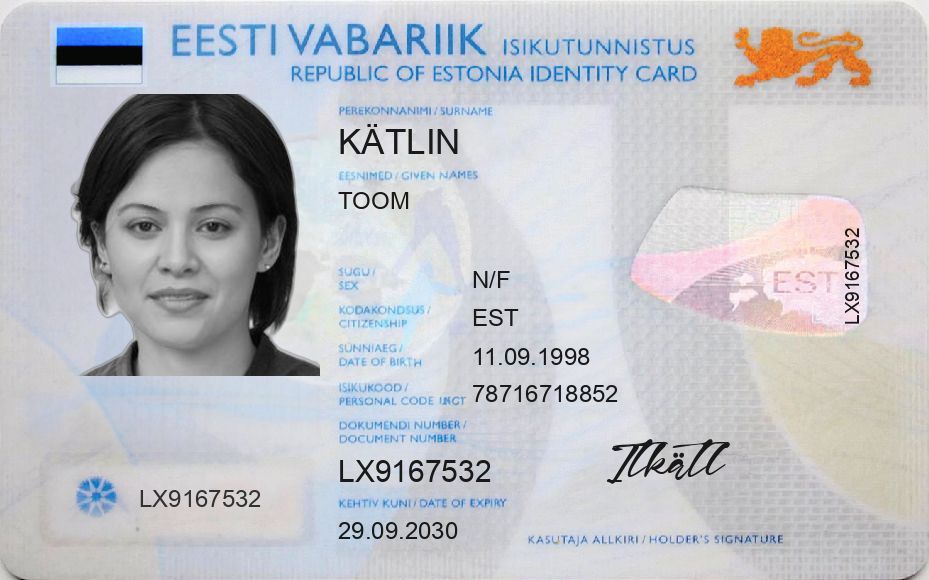 EESTI VABARIIK ISIKUTUNNISTUS
REPUBLIC OF ESTONIA IDENTITY CARD
PEREKONNANIMI / SURNAME
KÄTLIN
EESNIMED / GIVEN NAMES
TOOM
SUGU /
SEX
N/F
KODAKONDSUS /
CITIZENSHIP
EST
SÜNNIAEG /
DATE OF BIRTH
11.09.1998
ISIKUKOOD /
PERSONAL CODE
78716718852
DOKUMENDI NUMBER /
DOCUMENT NUMBER
LX9167532
KEHTIV KUNI / DATE OF EXPIRY
29.09.2030
LX9167532
EST
LX9167532
KASUTAJA ALLKIRI / HOLDER'S SIGNATURE